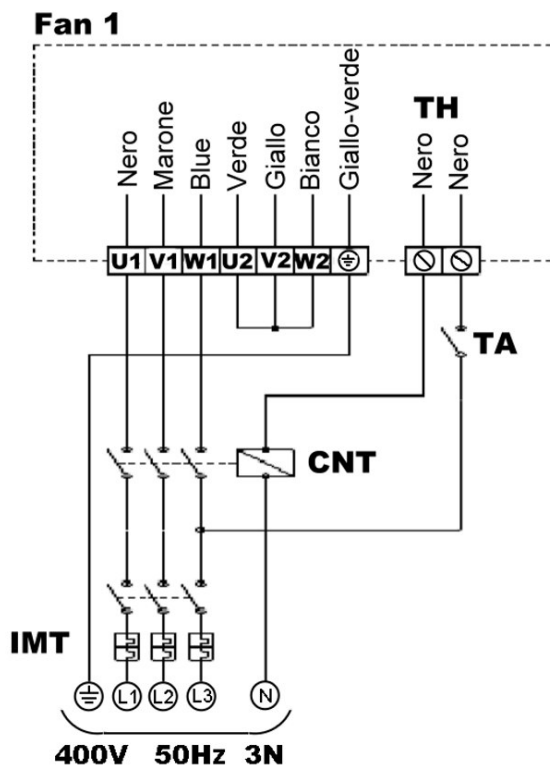 Fan 1
TH
Nero
Marone
Blue
Verde
Giallo
Bianco
Giallo-verde
Nero
Nero
U1 V1 W1 U2 V2 W2
TA
CNT
IMT
L1 L2 L3 N
400V 50Hz 3N